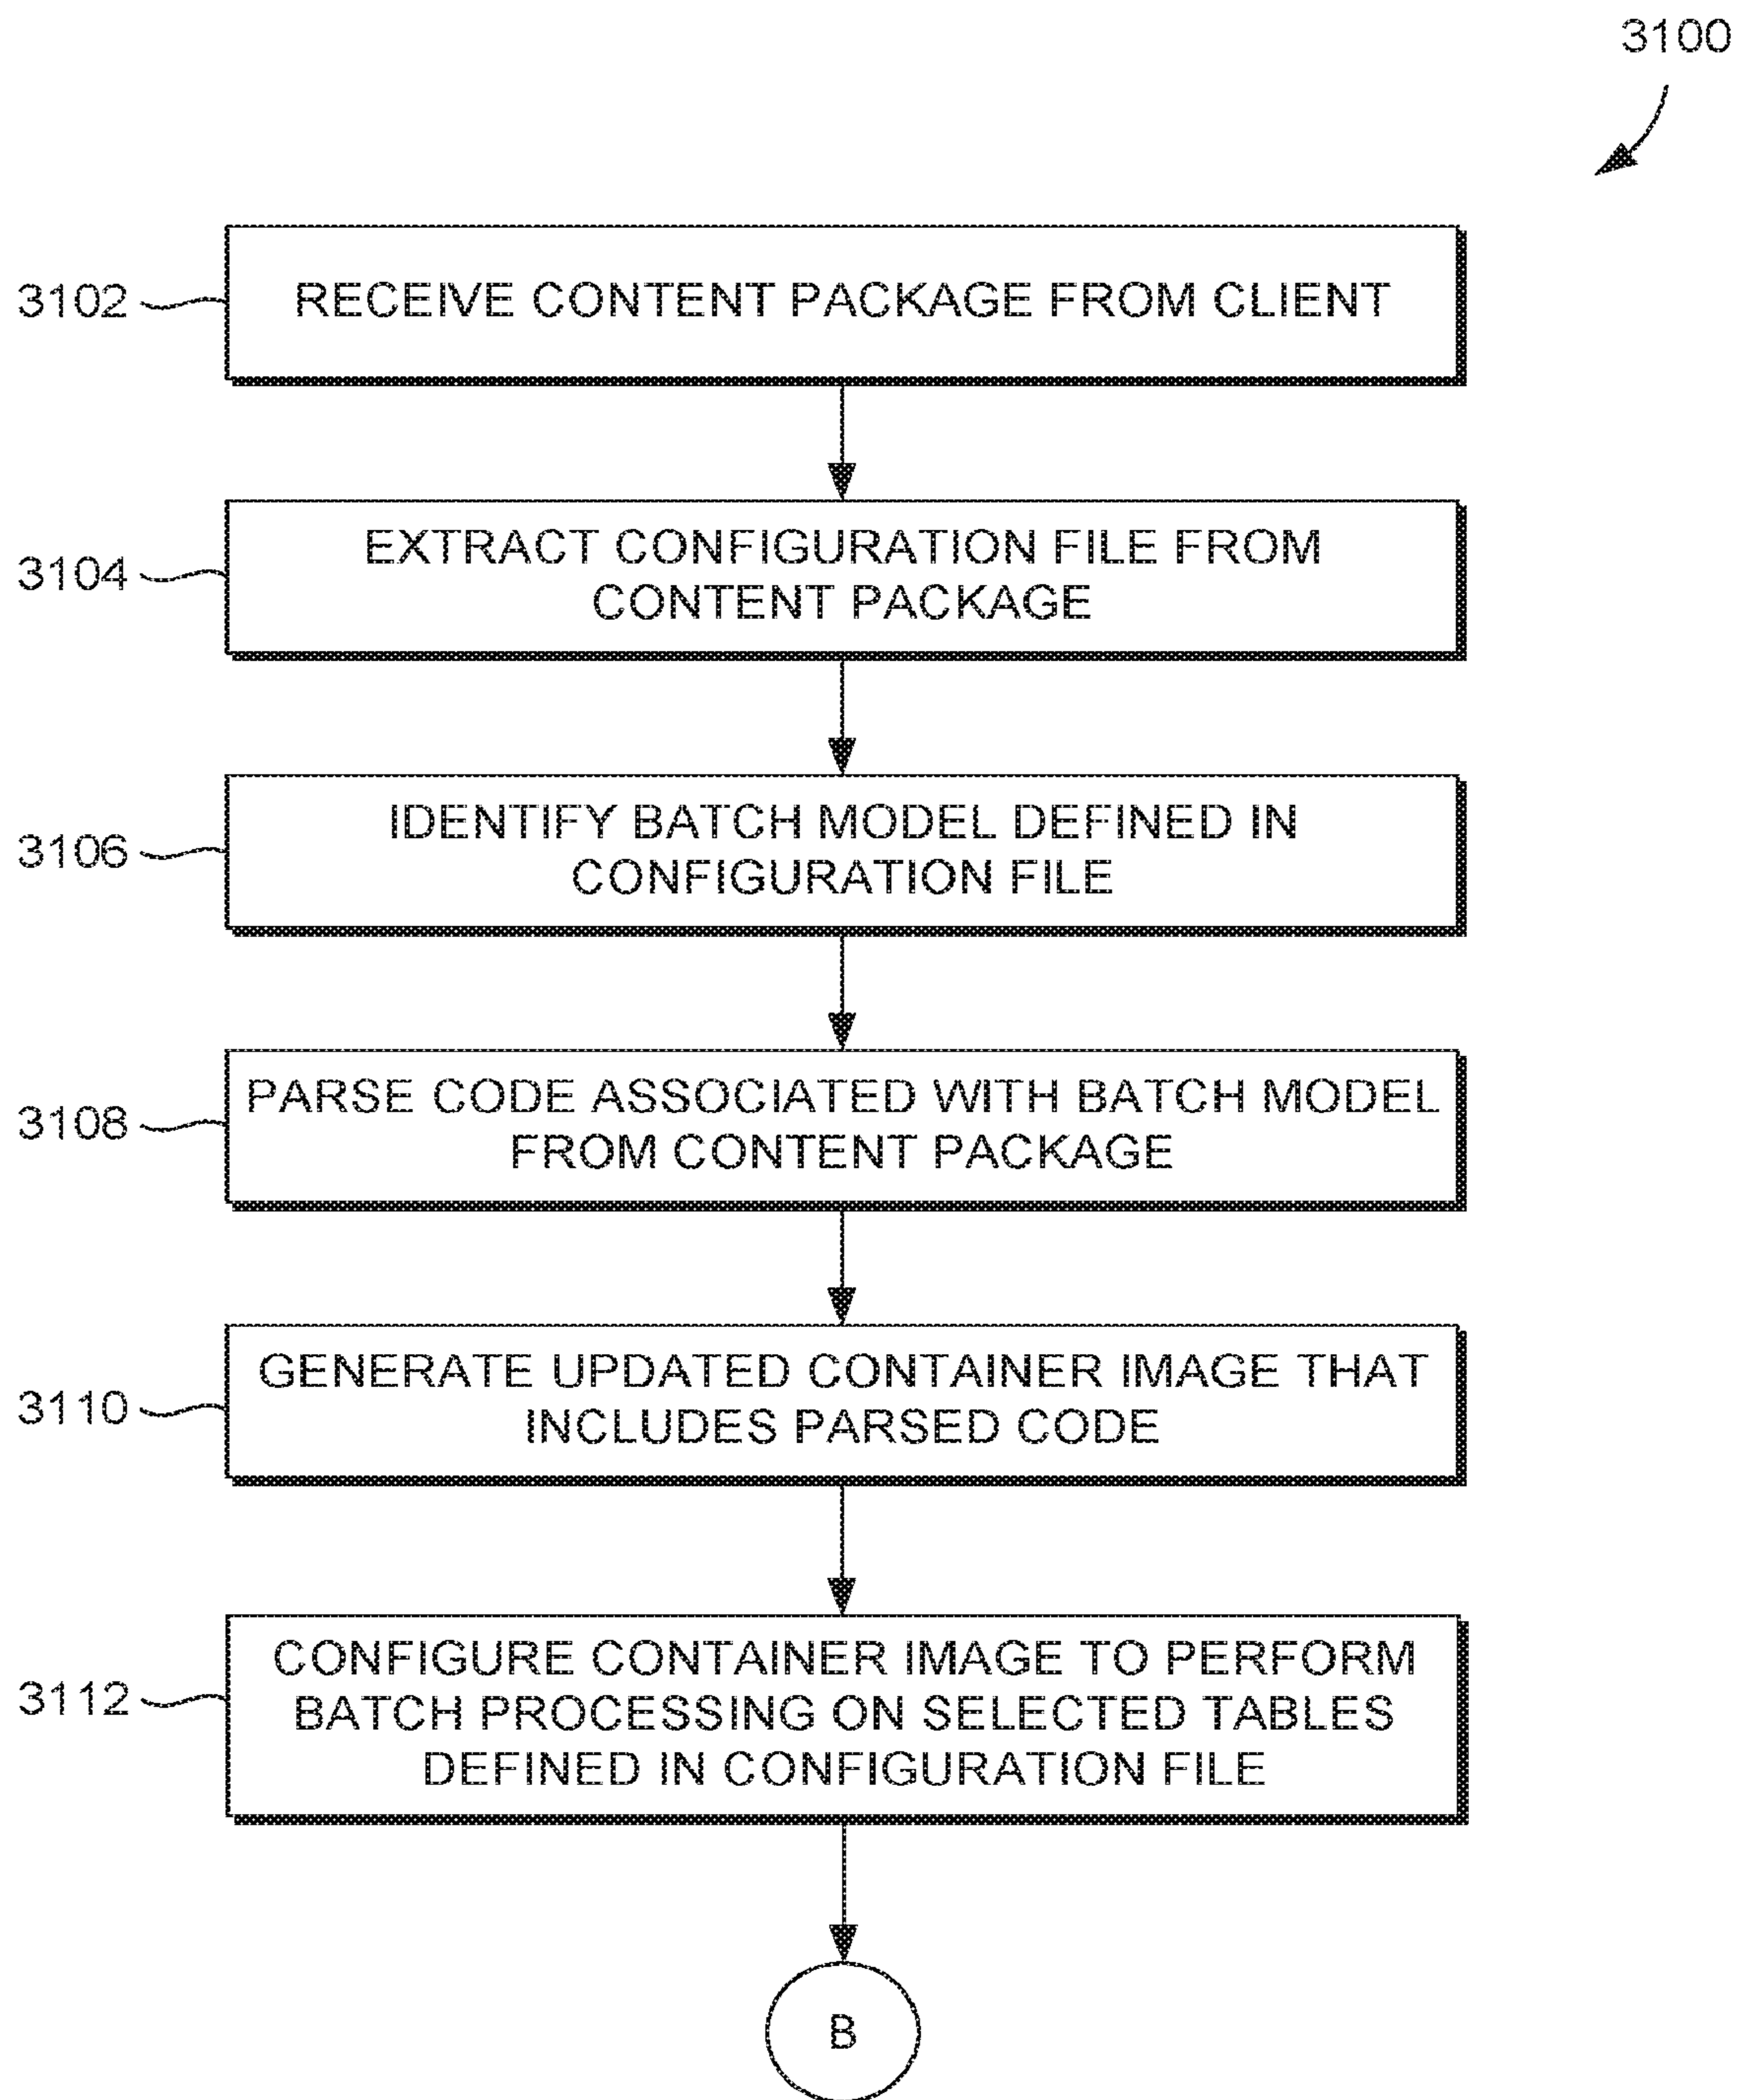 3100
3102
RECEIVE CONTENT PACKAGE FROM CLIENT
3104
EXTRACT CONFIGURATION FILE FROM
CONTENT PACKAGE
3106
IDENTIFY BATCH MODEL DEFINED IN
CONFIGURATION FILE
3108
PARSE CODE ASSOCIATED WITH BATCH MODEL
FROM CONTENT PACKAGE
3110
GENERATE UPDATED CONTAINER IMAGE THAT
INCLUDES PARSED CODE
3112
CONFIGURE CONTAINER IMAGE TO PERFORM
BATCH PROCESSING ON SELECTED TABLES
DEFINED IN CONFIGURATION FILE
B